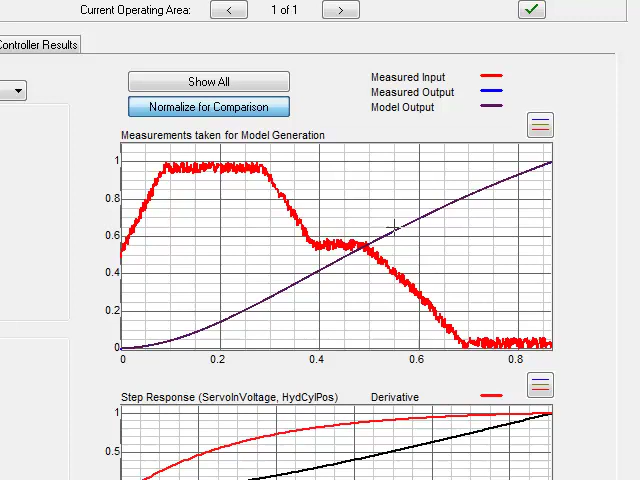 Current Operating Area: < 1 of 1 >
Controller Results
Show All
Normalize for Comparison
Measured Input
Measured Output
Model Output
Measurements taken for Model Generation
1
0.8
0.6
0.4
0.2
0
0 0.2 0.4 0.6 0.8
Step Response (ServoInVoltage, HydCylPos) Derivative
1
0.5